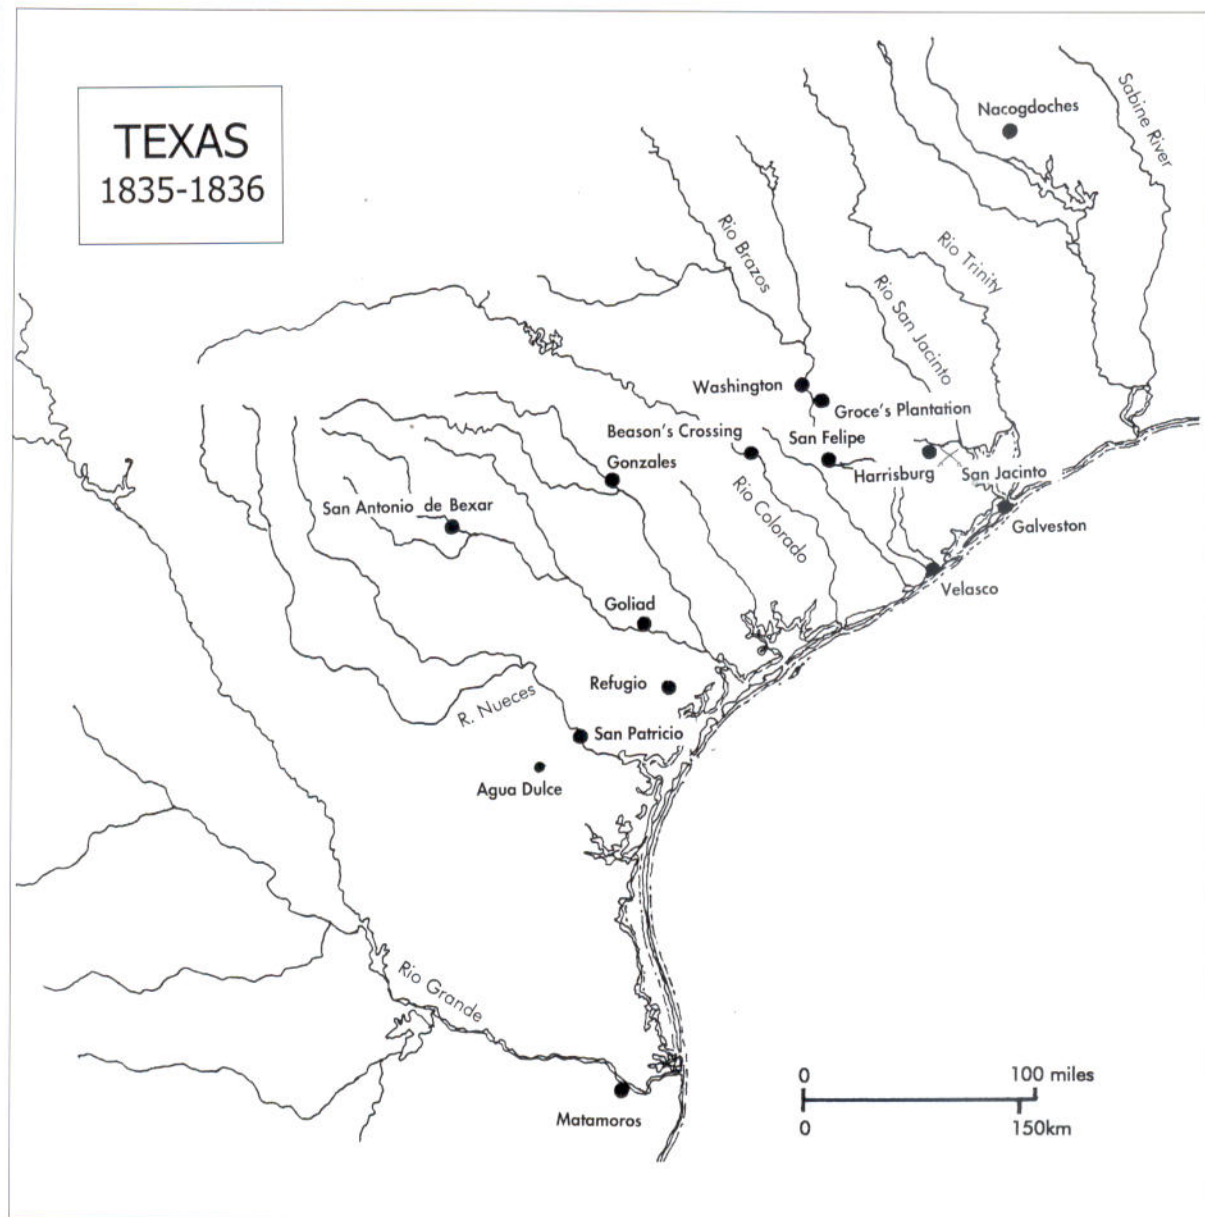 TEXAS
1835-1836
Nacogdoches
Sabine River
Rio Brazos
Rio Trinity
Rio San Jacinto
Washington
Groce's Plantation
Beason's Crossing
San Felipe
Gonzales
Harrisburg
San Jacinto
Rio Colorado
San Antonio de Bexar
Galveston
Velasco
Goliad
Refugio
R. Nueces
San Patricio
Agua Dulce
Rio Grande
Matamoros
0 100 miles
0 150km